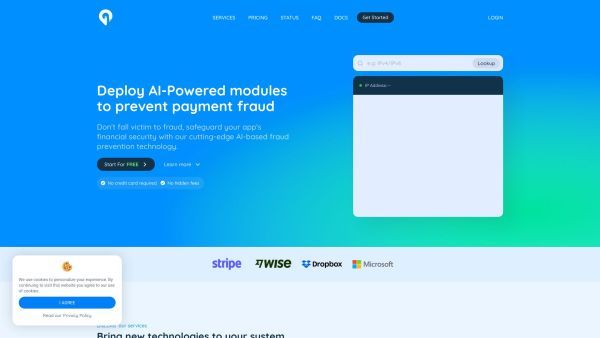 SERVICES PRICING STATUS FAQ DOCS Get Started LOGIN
e.g. IPv4/IPv6 Lookup
IP Address: --
Deploy AI-Powered modules
to prevent payment fraud
Don't fall victim to fraud, safeguard your app's
financial security with our cutting-edge AI-based fraud
prevention technology.
Start For FREE Learn more
No credit card required No hidden fees
stripe WISE Dropbox Microsoft
We use cookies to personalize your experience. By
continuing to visit this website you agree to our use
of cookies.
I AGREE
Read our Privacy Policy
Discover our services
Bring new technologies to your system